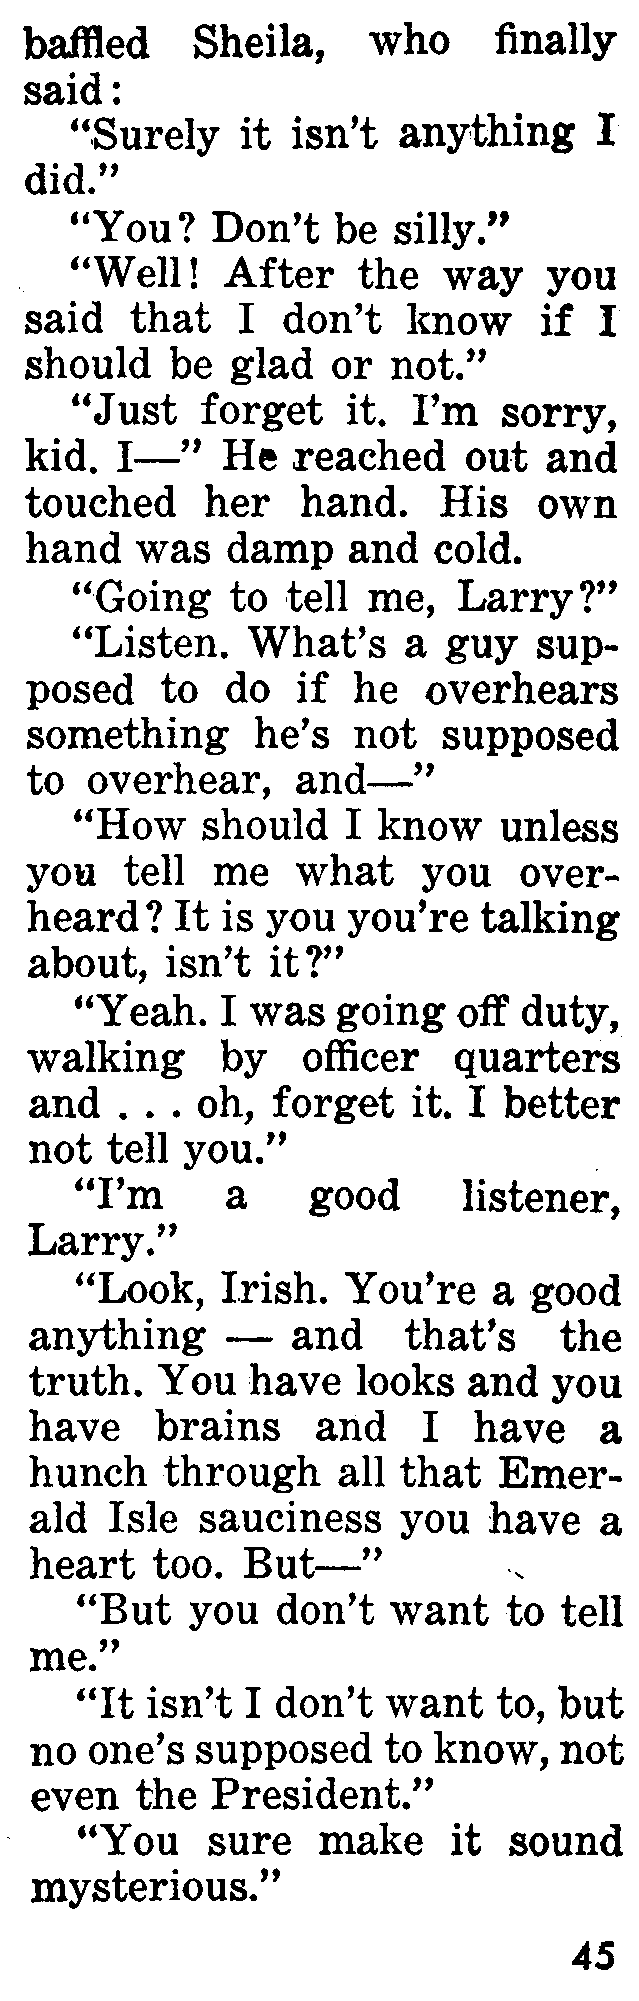 baffled Sheila, who finally
said:
"Surely it isn't anything I
did."
"You? Don't be silly."
"Well! After the way you
said that I don't know if I
should be glad or not."
"Just forget it. I'm sorry,
kid. I—" He reached out and
touched her hand. His own
hand was damp and cold.
"Going to tell me, Larry?"
"Listen. What's a guy sup-
posed to do if he overhears
something he's not supposed
to overhear, and—"
"How should I know unless
you tell me what you over-
heard? It is you you're talking
about, isn't it?"
"Yeah. I was going off duty,
walking by officer quarters
and . . . oh, forget it. I better
not tell you."
"I'm a good listener,
Larry."
"Look, Irish. You're a good
anything — and that's the
truth. You have looks and you
have brains and I have a
hunch through all that Emer-
ald Isle sauciness you have a
heart too. But—"
"But you don't want to tell
me."
"It isn't I don't want to, but
no one's supposed to know, not
even the President."
"You sure make it sound
mysterious."
45